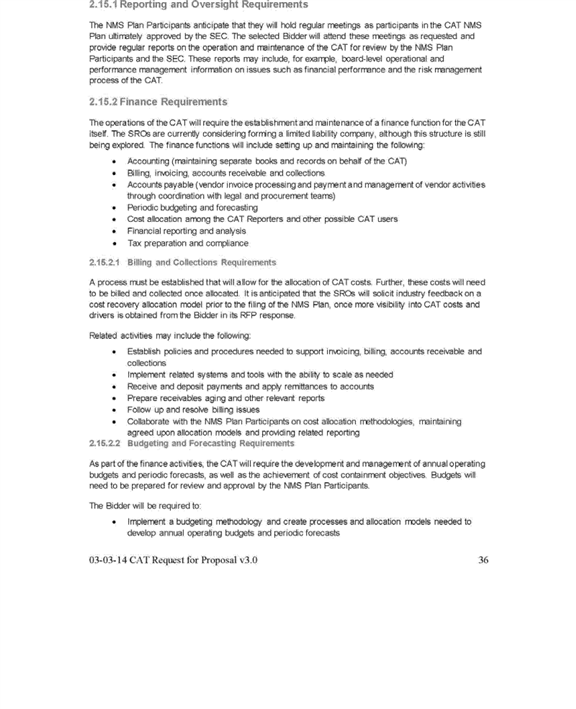 2.15.1 Reporting and Oversight Requirements
The NMS Plan Participants anticipate that they will hold regular meetings as participants in the CAT NMS
Plan ultimately approved by the SEC. The selected Bidder will attend these meetings as requested and
provide regular reports on the operation and maintenance of the CAT for review by the NMS Plan
Participants and the SEC. These reports may include, for example, board-level operational and
performance management information on issues such as financial performance and the risk management
process of the CAT.
2.15.2 Finance Requirements
The operations of the CAT will require the establishment and maintenance of a finance function for the CAT
itself. The SROs are currently considering forming a limited liability company, although this structure is still
being explored. The finance functions will include setting up and maintaining the following:
• Accounting (maintaining separate books and records on behalf of the CAT)
• Billing, invoicing, accounts receivable and collections
• Accounts payable (vendor invoice processing and payment and management of vendor activities
through coordination with legal and procurement teams)
• Periodic budgeting and forecasting
• Cost allocation among the CAT Reporters and other possible CAT users
• Financial reporting and analysis
• Tax preparation and compliance
2.15.2.1 Billing and Collections Requirements
A process must be established that will allow for the allocation of CAT costs. Further, these costs will need
to be billed and collected once allocated. It is anticipated that the SROs will solicit industry feedback on a
cost recovery allocation model prior to the filing of the NMS Plan, once more visibility into CAT costs and
drivers is obtained from the Bidder in its RFP response.
Related activities may include the following:
• Establish policies and procedures needed to support invoicing, billing, accounts receivable and
collections
• Implement related systems and tools with the ability to scale as needed
• Receive and deposit payments and apply remittances to accounts
• Prepare receivables aging and other relevant reports
• Follow up and resolve billing issues
• Collaborate with the NMS Plan Participants on cost allocation methodologies, maintaining
agreed upon allocation models and providing related reporting
2.15.2.2 Budgeting and Forecasting Requirements
As part of the finance activities, the CAT will require the development and management of annual operating
budgets and periodic forecasts, as well as the achievement of cost containment objectives. Budgets will
need to be prepared for review and approval by the NMS Plan Participants.
The Bidder will be required to:
• Implement a budgeting methodology and create processes and allocation models needed to
develop annual operating budgets and periodic forecasts
03-03-14 CAT Request for Proposal v3.0 36